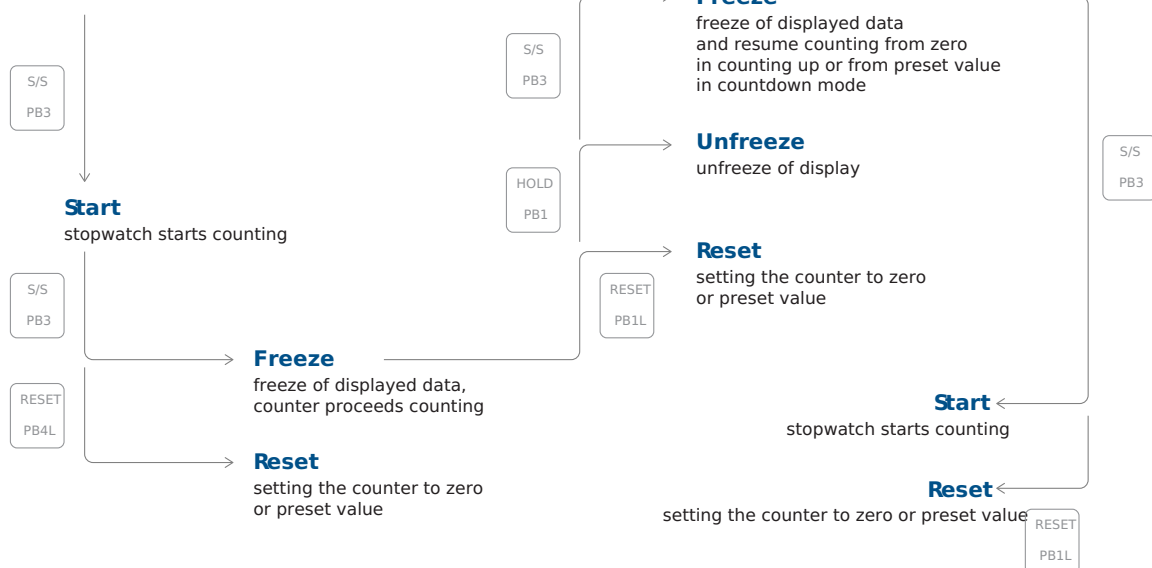 S/S
PB3
Start
stopwatch starts counting
S/S
PB3
RESET
PB4L
Freeze
freeze of displayed data,
counter proceeds counting
Reset
setting the counter to zero
or preset value
S/S
PB3
HOLD
PB1
RESET
PB1L
Freeze
freeze of displayed data
and resume counting from zero
in counting up or from preset value
in countdown mode
Unfreeze
unfreeze of display
Reset
setting the counter to zero
or preset value
S/S
PB3
Start
stopwatch starts counting
Reset
setting the counter to zero or preset value
RESET
PB1L